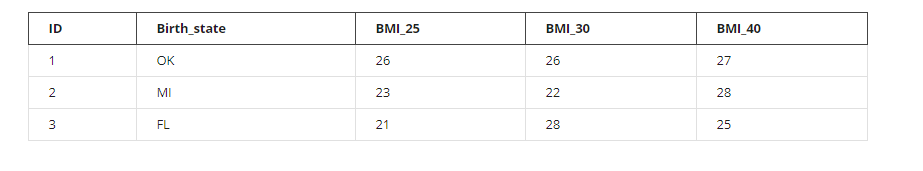 ID Birth_state BMI_25 BMI_30 BMI_40
1 OK 26 26 27
2 MI 23 22 28
3 FL 21 28 25